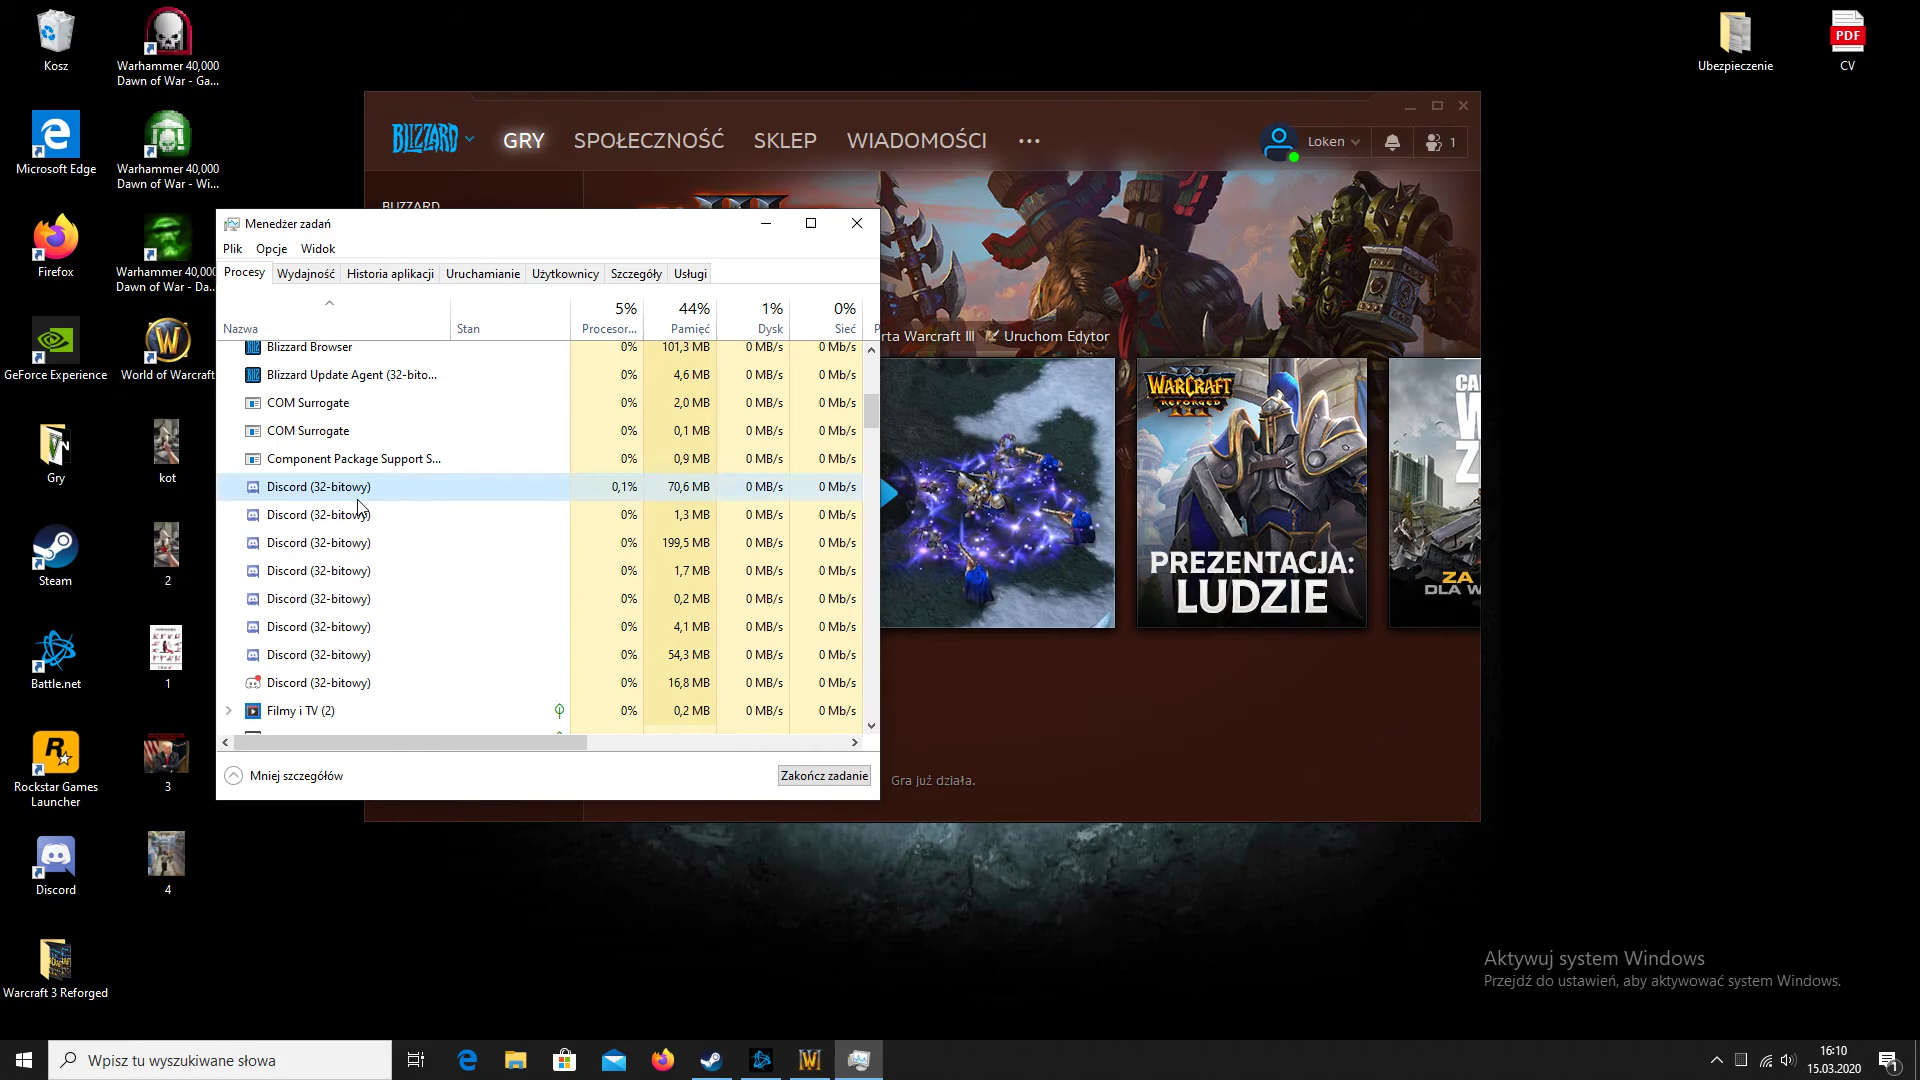 Kosz
Warhammer 40,000
Dawn of War - Ga...
Ubezpieczenie
PDF
CV
Microsoft Edge
Warhammer 40,000
Dawn of War - Wi...
Firefox
Warhammer 40,000
Dawn of War - Da...
GeForce Experience
World of Warcraft
Gry
kot
Steam
2
Battle.net
1
Rockstar Games
Launcher
3
Discord
4
Warcraft 3 Reforged
BLIZZARD
GRY
SPOŁECZNOŚĆ
SKLEP
WIADOMOŚCI
Loken
1
BLIZZARD
rta Warcraft III
Uruchom Edytor
WARCRAFT
III
REFORGED
PREZENTACJA:
LUDZIE
CA
ZA
DLA W
Gra już działa.
Menedżer zadań
Plik Opcje Widok
Procesy Wydajność Historia aplikacji Uruchamianie Użytkownicy Szczegóły Usługi
5% 44% 1% 0%
Nazwa Stan Procesor... Pamięć Dysk Sieć P
Blizzard Browser 0% 101,3 MB 0 MB/s 0 Mb/s
Blizzard Update Agent (32-bito... 0% 4,6 MB 0 MB/s 0 Mb/s
COM Surrogate 0% 2,0 MB 0 MB/s 0 Mb/s
COM Surrogate 0% 0,1 MB 0 MB/s 0 Mb/s
Component Package Support S... 0% 0,9 MB 0 MB/s 0 Mb/s
Discord (32-bitowy) 0,1% 70,6 MB 0 MB/s 0 Mb/s
Discord (32-bitowy) 0% 1,3 MB 0 MB/s 0 Mb/s
Discord (32-bitowy) 0% 199,5 MB 0 MB/s 0 Mb/s
Discord (32-bitowy) 0% 1,7 MB 0 MB/s 0 Mb/s
Discord (32-bitowy) 0% 0,2 MB 0 MB/s 0 Mb/s
Discord (32-bitowy) 0% 4,1 MB 0 MB/s 0 Mb/s
Discord (32-bitowy) 0% 54,3 MB 0 MB/s 0 Mb/s
Discord (32-bitowy) 0% 16,8 MB 0 MB/s 0 Mb/s
Filmy i TV (2) 0% 0,2 MB 0 MB/s 0 Mb/s
Mniej szczegółów
Zakończ zadanie
Aktywuj system Windows
Przejdź do ustawień, aby aktywować system Windows.
Wpisz tu wyszukiwane słowa
16:10
15.03.2020
1